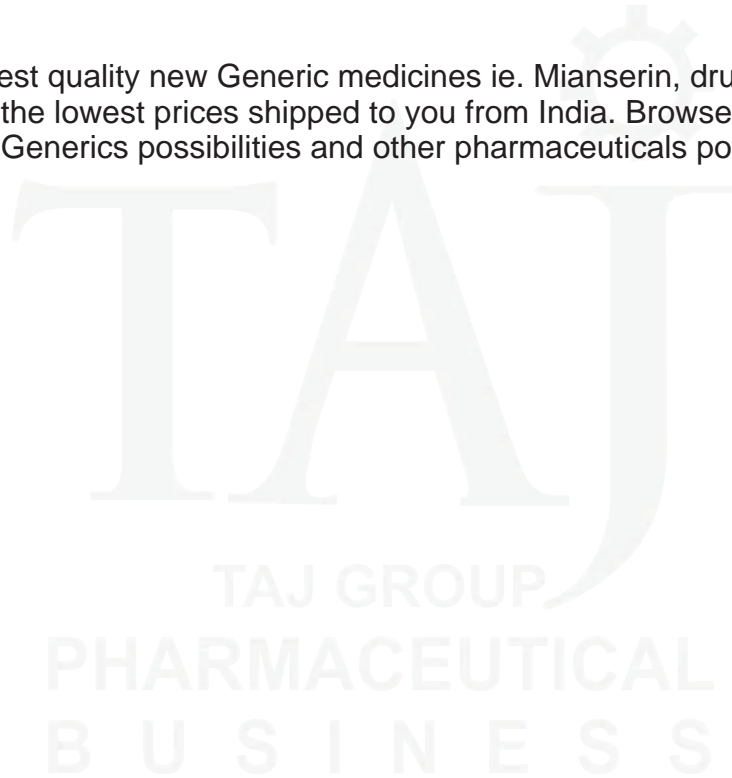 est quality new Generic medicines ie. Mianserin, dru
the lowest prices shipped to you from India. Browse
Generics possibilities and other pharmaceuticals po
TAJ
TAJ GROUP
PHARMACEUTICAL
BUSINESS